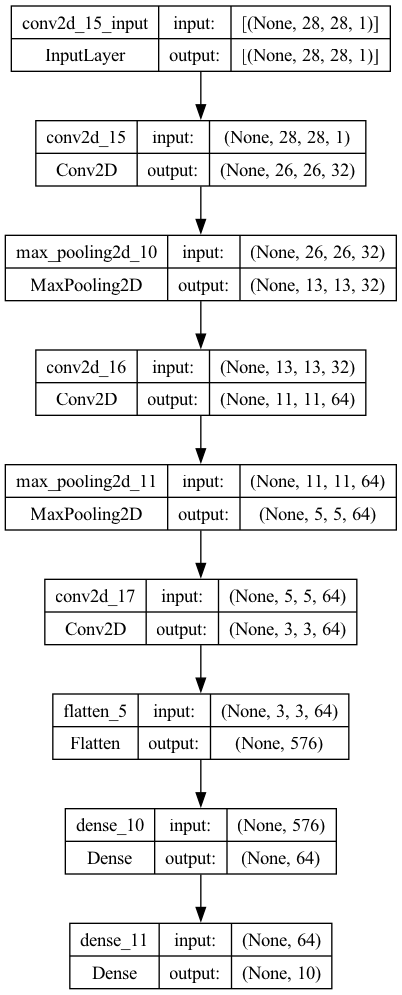 conv2d_15_input input: [(None, 28, 28, 1)]
InputLayer output: [(None, 28, 28, 1)]
conv2d_15 input: (None, 28, 28, 1)
Conv2D output: (None, 26, 26, 32)
max_pooling2d_10 input: (None, 26, 26, 32)
MaxPooling2D output: (None, 13, 13, 32)
conv2d_16 input: (None, 13, 13, 32)
Conv2D output: (None, 11, 11, 64)
max_pooling2d_11 input: (None, 11, 11, 64)
MaxPooling2D output: (None, 5, 5, 64)
conv2d_17 input: (None, 5, 5, 64)
Conv2D output: (None, 3, 3, 64)
flatten_5 input: (None, 3, 3, 64)
Flatten output: (None, 576)
dense_10 input: (None, 576)
Dense output: (None, 64)
dense_11 input: (None, 64)
Dense output: (None, 10)